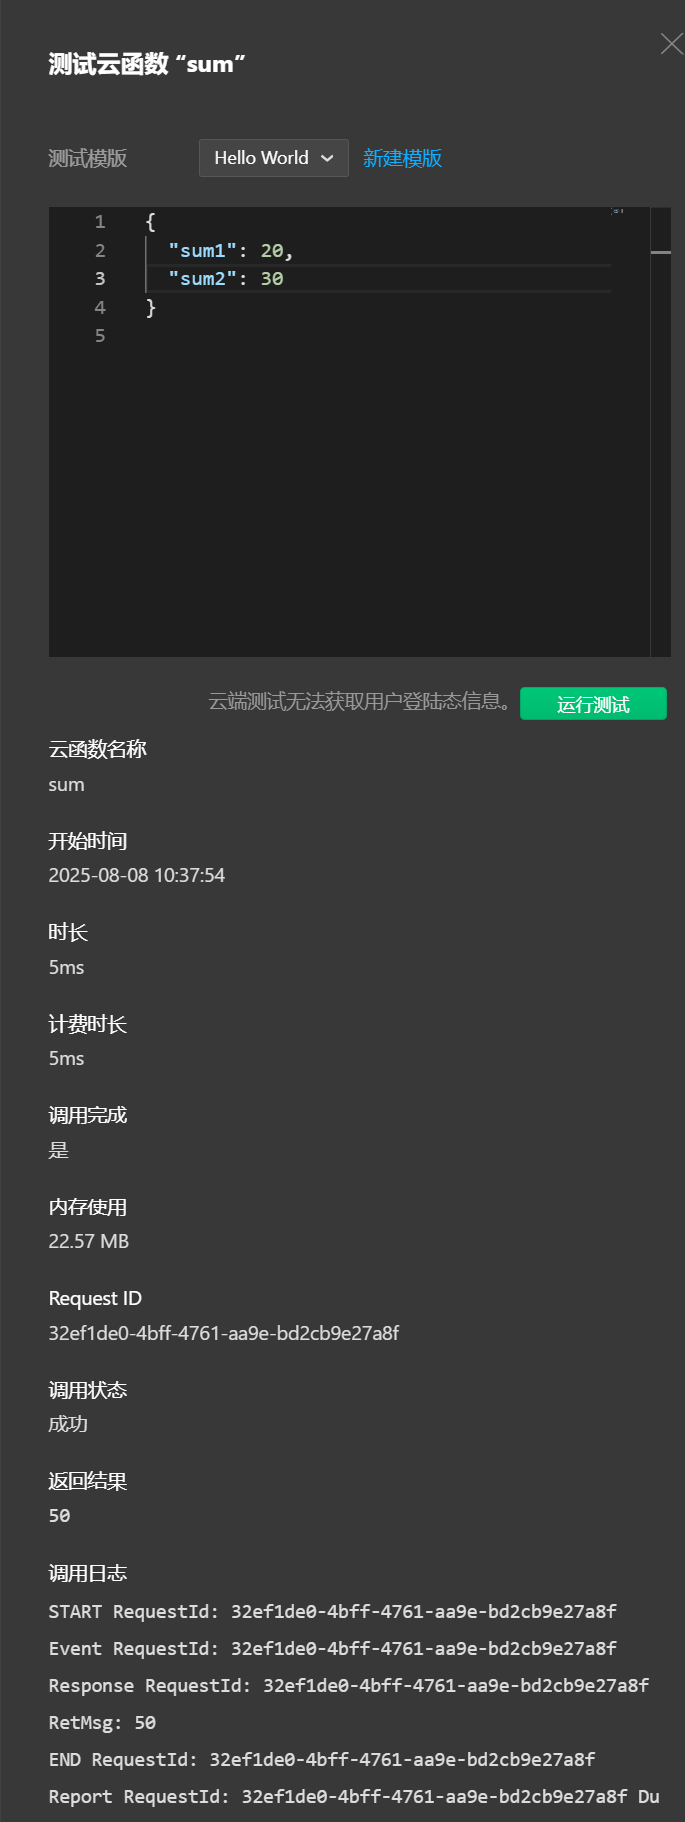 测试云函数 “sum”
测试模版 Hello World 新建模版
1 {
2 "sum1": 20,
3 "sum2": 30
4 }
5
云端测试无法获取用户登陆态信息。 运行测试
云函数名称
sum
开始时间
2025-08-08 10:37:54
时长
5ms
计费时长
5ms
调用完成
是
内存使用
22.57 MB
Request ID
32ef1de0-4bff-4761-aa9e-bd2cb9e27a8f
调用状态
成功
返回结果
50
调用日志
START RequestId: 32ef1de0-4bff-4761-aa9e-bd2cb9e27a8f
Event RequestId: 32ef1de0-4bff-4761-aa9e-bd2cb9e27a8f
Response RequestId: 32ef1de0-4bff-4761-aa9e-bd2cb9e27a8f
RetMsg: 50
END RequestId: 32ef1de0-4bff-4761-aa9e-bd2cb9e27a8f
Report RequestId: 32ef1de0-4bff-4761-aa9e-bd2cb9e27a8f Du